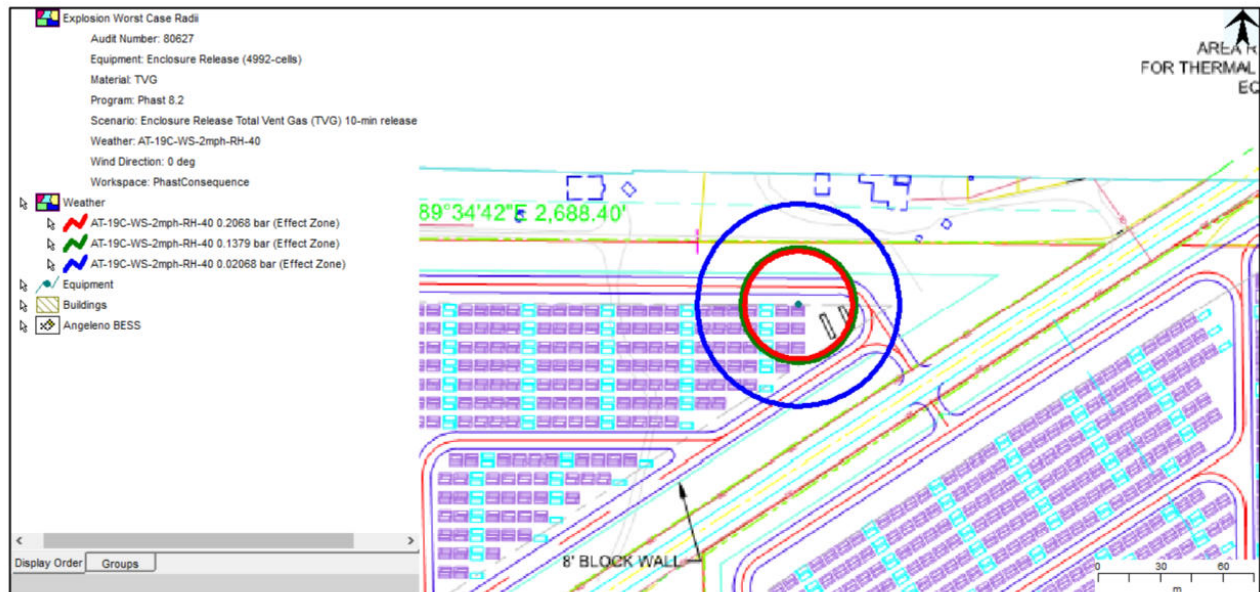 Explosion Worst Case Radii
Audit Number: 80627
Equipment: Enclosure Release (4992-cells)
Material: TVG
Program: Phast 8.2
Scenario: Enclosure Release Total Vent Gas (TVG) 10-min release
Weather: AT-19C-WS-2mph-RH-40
Wind Direction: 0 deg
Workspace: PhastConsequence
Weather
AT-19C-WS-2mph-RH-40 0.2068 bar (Effect Zone)
AT-19C-WS-2mph-RH-40 0.1379 bar (Effect Zone)
AT-19C-WS-2mph-RH-40 0.02068 bar (Effect Zone)
Equipment
Buildings
Angeleno BESS
Display Order
Groups
AREA
FOR THERMAL
89°34'42"E 2,688.40'
8' BLOCK WALL
0 30 60
m